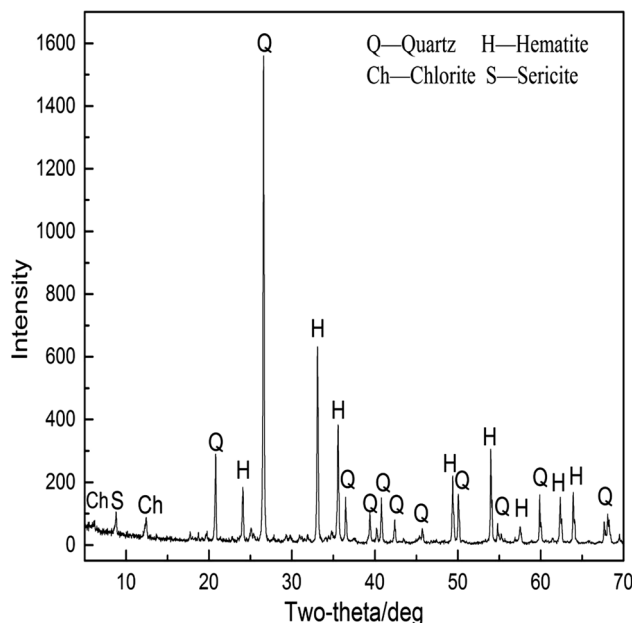 Q—Quartz H—Hematite
Ch—Chlorite S—Sericite
1600
1400
1200
1000
800
600
400
200
0
Intensity
Ch S Ch Q H Q H H Q Q Q Q Q H Q H Q H Q H H Q
10 20 30 40 50 60 70
Two-theta/deg